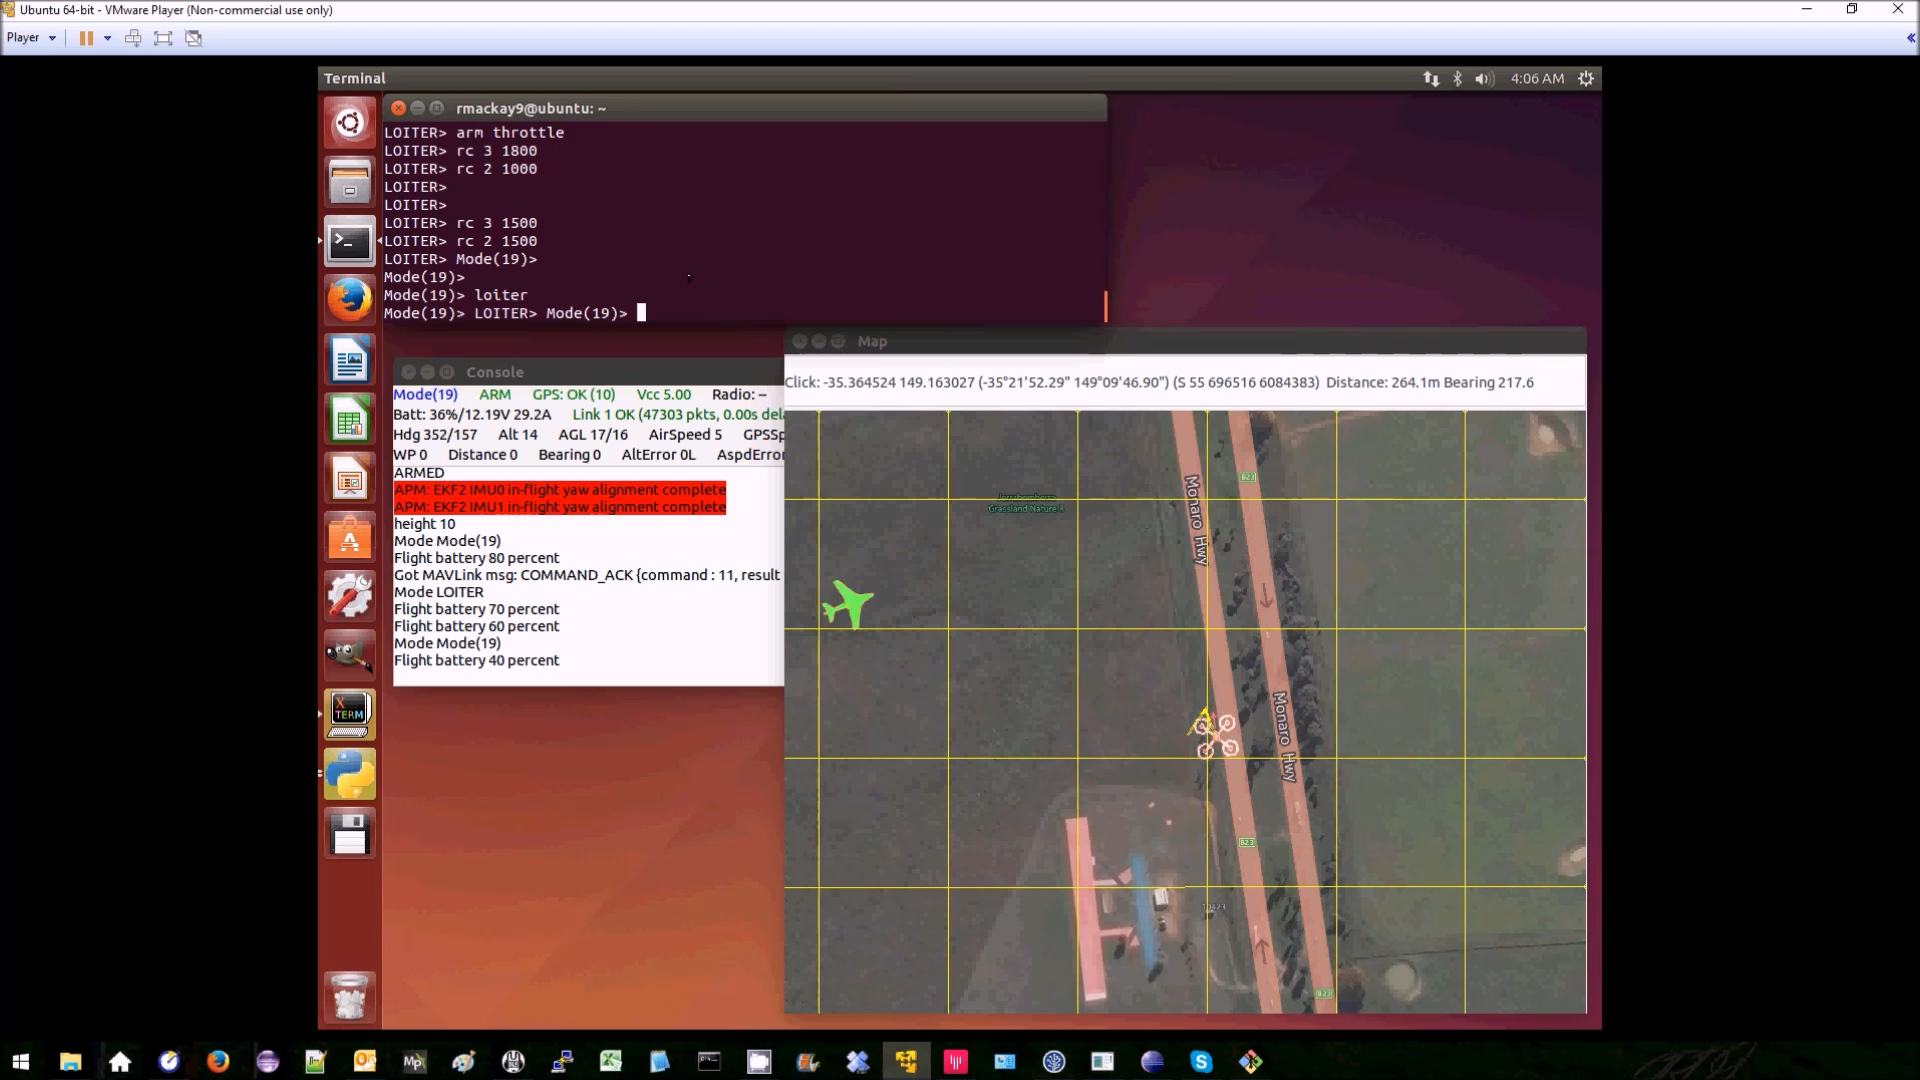 Ubuntu 64-bit - VMware Player (Non-commercial use only)
Player
Terminal
4:06 AM
rmackay9@ubuntu: ~
LOITER> arm throttle
LOITER> rc 3 1800
LOITER> rc 2 1000
LOITER>
LOITER>
LOITER> rc 3 1500
LOITER> rc 2 1500
LOITER> Mode(19)>
Mode(19)>
Mode(19)> loiter
Mode(19)> LOITER> Mode(19)>
Console
Mode(19) ARM GPS: OK (10) Vcc 5.00 Radio: --
Batt: 36%/12.19V 29.2A Link 1 OK (47303 pkts, 0.00s dela
Hdg 352/157 Alt 14 AGL 17/16 AirSpeed 5 GPSSp
WP 0 Distance 0 Bearing 0 AltError 0L AspdError
ARMED
APM: EKF2 IMU0 in-flight yaw alignment complete
APM: EKF2 IMU1 in-flight yaw alignment complete
height 10
Mode Mode(19)
Flight battery 80 percent
Got MAVLink msg: COMMAND_ACK {command : 11, result
Mode LOITER
Flight battery 70 percent
Flight battery 60 percent
Mode Mode(19)
Flight battery 40 percent
Map
Click: -35.364524 149.163027 (-35°21'52.29" 149°09'46.90") (S 55 696516 6084383) Distance: 264.1m Bearing 217.6
B23
Monaro Hwy
Grassland Nature R
Monaro Hwy
B23
B23
X
TERM
Mp